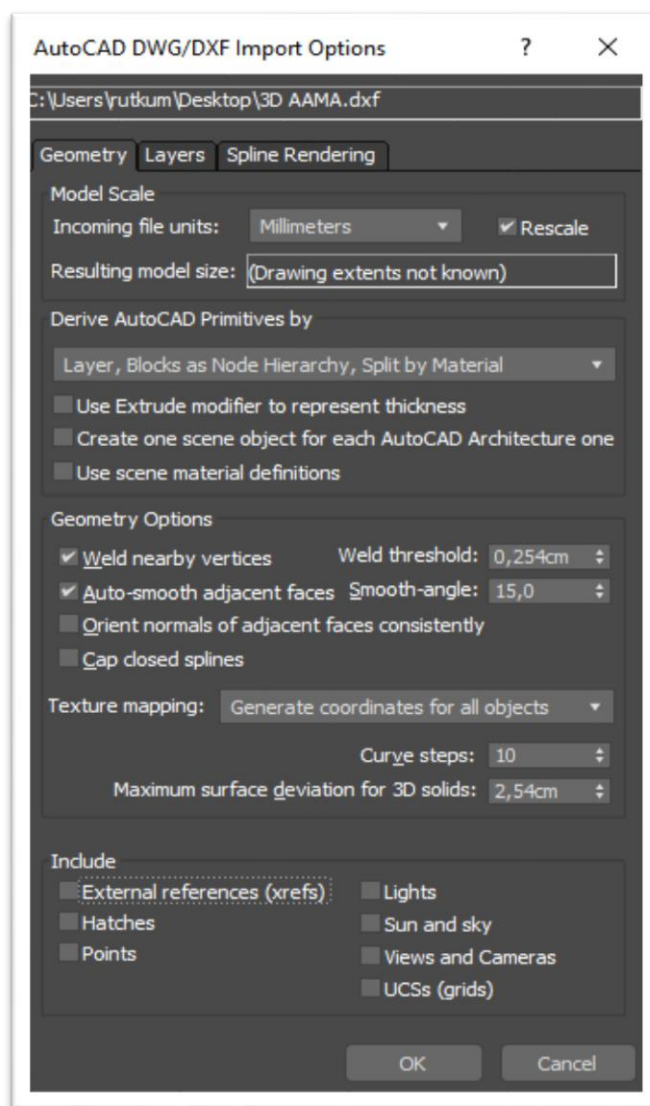 AutoCAD DWG/DXF Import Options ? ×
C:\Users\rutkum\Desktop\3D AAMA.dxf
Geometry Layers Spline Rendering
Model Scale
Incoming file units: Millimeters Rescale
Resulting model size: (Drawing extents not known)
Derive AutoCAD Primitives by
Layer, Blocks as Node Hierarchy, Split by Material
Use Extrude modifier to represent thickness
Create one scene object for each AutoCAD Architecture one
Use scene material definitions
Geometry Options
Weld nearby vertices Weld threshold: 0,254cm
Auto-smooth adjacent faces Smooth-angle: 15,0
Orient normals of adjacent faces consistently
Cap closed splines
Texture mapping: Generate coordinates for all objects
Curve steps: 10
Maximum surface deviation for 3D solids: 2,54cm
Include
External references (xrefs) Lights
Hatches Sun and sky
Points Views and Cameras
UCSs (grids)
OK Cancel